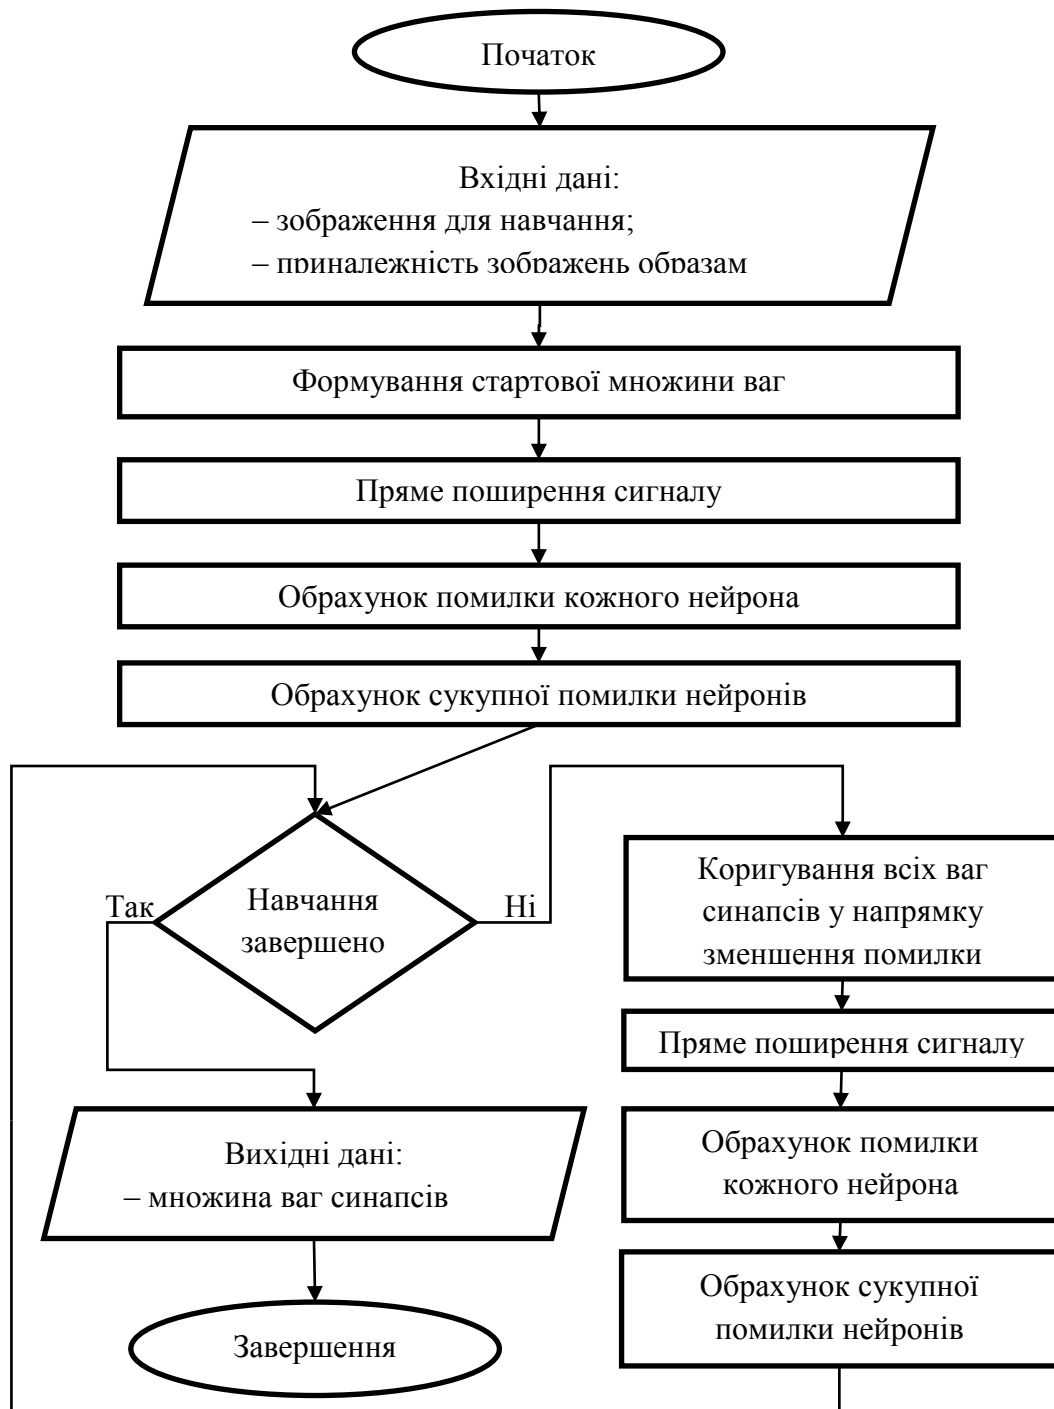 Початок
Вхідні дані:
– зображення для навчання;
– приналежність зображень образам
Формування стартової множини ваг
Пряме поширення сигналу
Обрахунок помилки кожного нейрона
Обрахунок сукупної помилки нейронів
Так
Навчання
завершено
Ні
Коригування всіх ваг
синапсів у напрямку
зменшення помилки
Пряме поширення сигналу
Обрахунок помилки
кожного нейрона
Обрахунок сукупної
помилки нейронів
Вихідні дані:
– множина ваг синапсів
Завершення